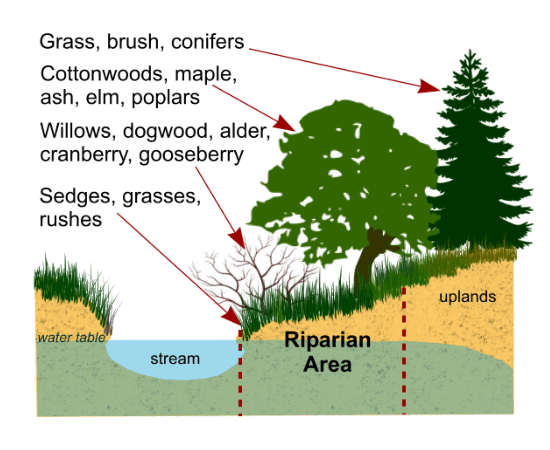 Grass, brush, conifers
Cottonwoods, maple,
ash, elm, poplars
Willows, dogwood, alder,
cranberry, gooseberry
Sedges, grasses,
rushes
uplands
water table
stream
Riparian
Area